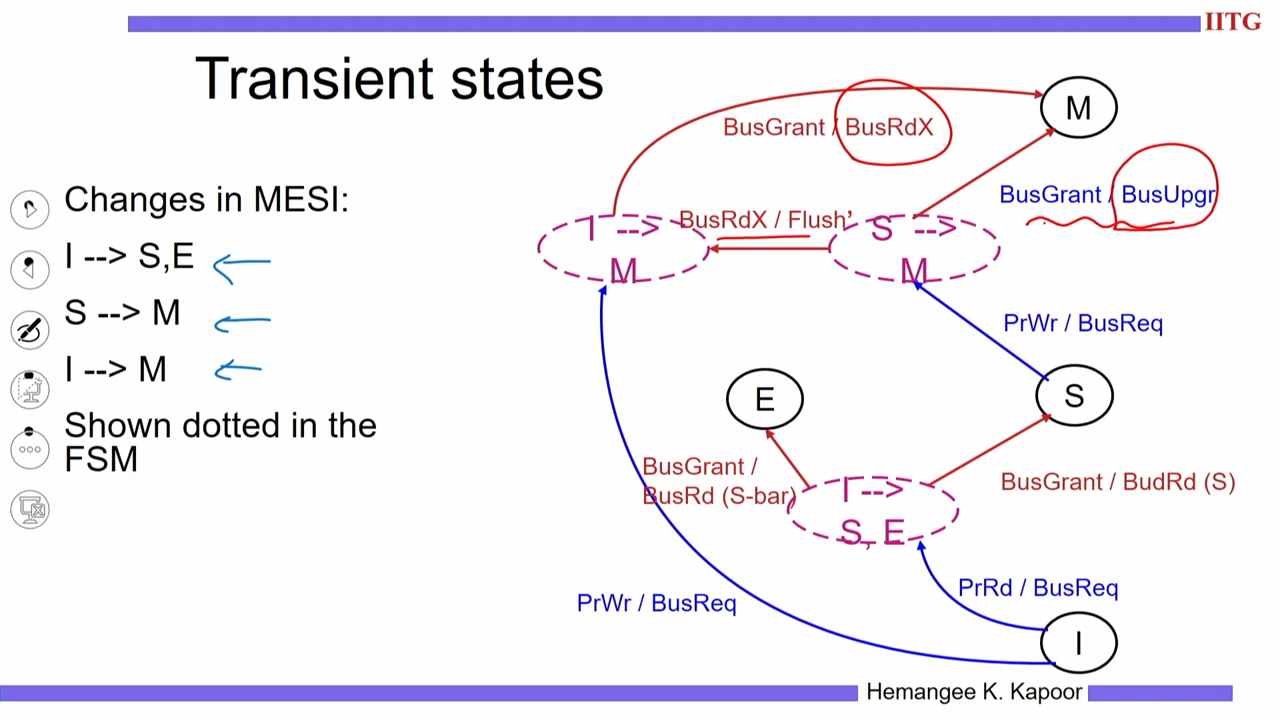 IITG
Transient states
Changes in MESI:
I --> S,E
S --> M
I --> M
Shown dotted in the
FSM
M
BusGrant / BusRdX
BusGrant / BusUpgr
BusRdX / Flush'
I -->
M
S -->
M
PrWr / BusReq
E
S
BusGrant /
BusRd (S-bar)
BusGrant / BudRd (S)
I -->
S, E
PrWr / BusReq
PrRd / BusReq
I
Hemangee K. Kapoor